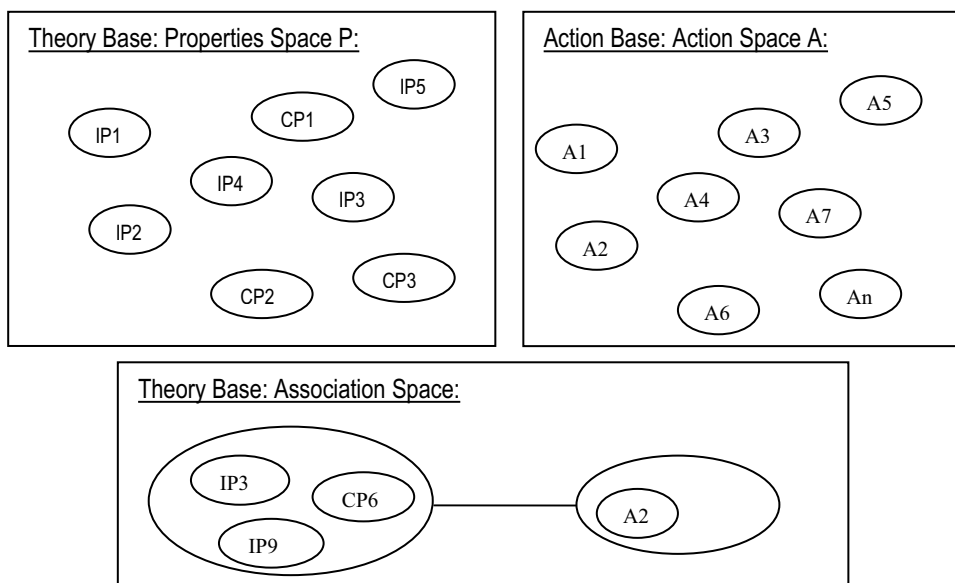 Theory Base: Properties Space P:
IP5
CP1
IP1
IP4
IP3
IP2
CP3
CP2
Action Base: Action Space A:
A5
A3
A1
A4
A7
A2
An
A6
Theory Base: Association Space:
IP3
CP6
IP9
A2